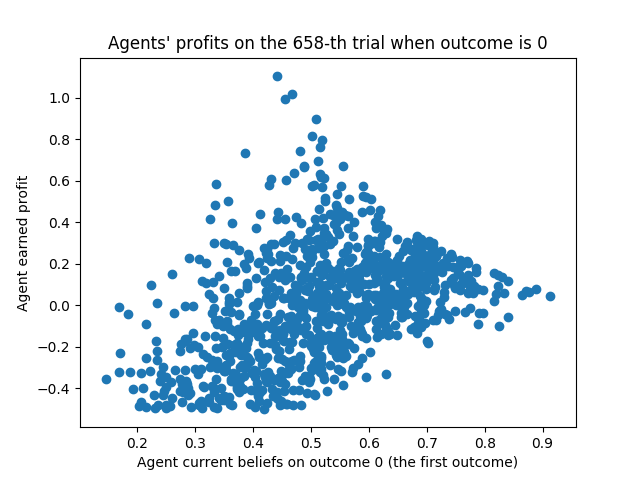 Agents' profits on the 658-th trial when outcome is 0
1.0
0.8
0.6
0.4
0.2
0.0
−0.2
−0.4
Agent earned profit
0.2 0.3 0.4 0.5 0.6 0.7 0.8 0.9
Agent current beliefs on outcome 0 (the first outcome)